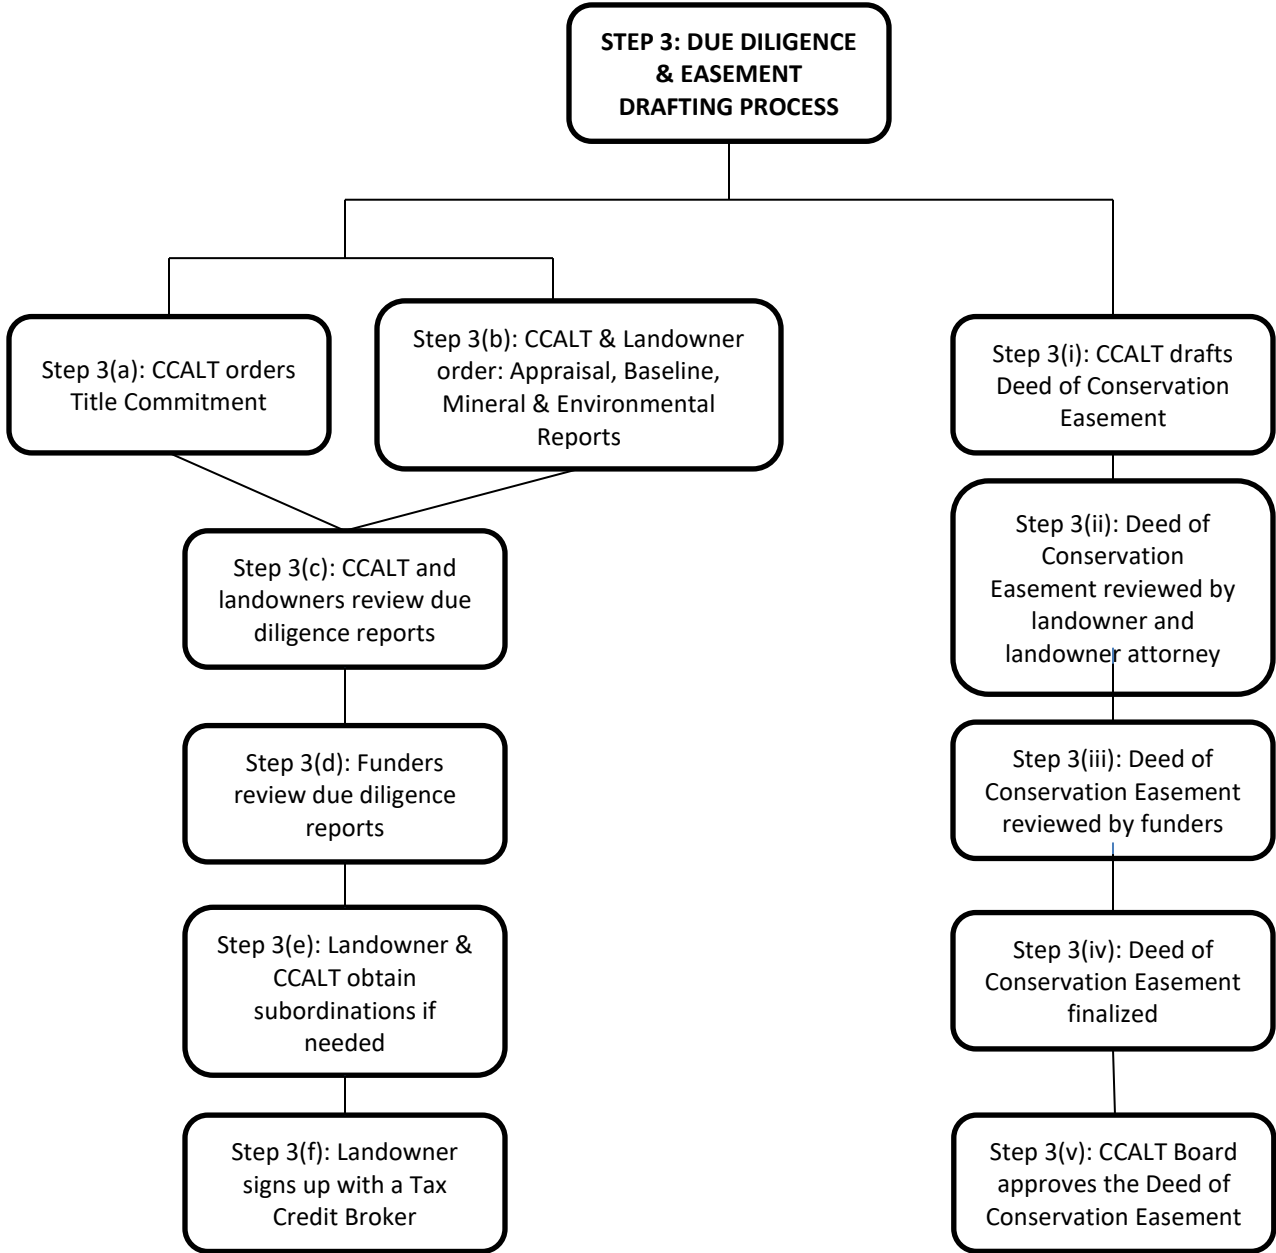 STEP 3: DUE DILIGENCE
& EASEMENT
DRAFTING PROCESS
Step 3(a): CCALT orders
Title Commitment
Step 3(b): CCALT & Landowner
order: Appraisal, Baseline,
Mineral & Environmental
Reports
Step 3(c): CCALT and
landowners review due
diligence reports
Step 3(d): Funders
review due diligence
reports
Step 3(e): Landowner &
CCALT obtain
subordinations if
needed
Step 3(f): Landowner
signs up with a Tax
Credit Broker
Step 3(i): CCALT drafts
Deed of Conservation
Easement
Step 3(ii): Deed of
Conservation
Easement reviewed by
landowner and
landowner attorney
Step 3(iii): Deed of
Conservation Easement
reviewed by funders
Step 3(iv): Deed of
Conservation Easement
finalized
Step 3(v): CCALT Board
approves the Deed of
Conservation Easement